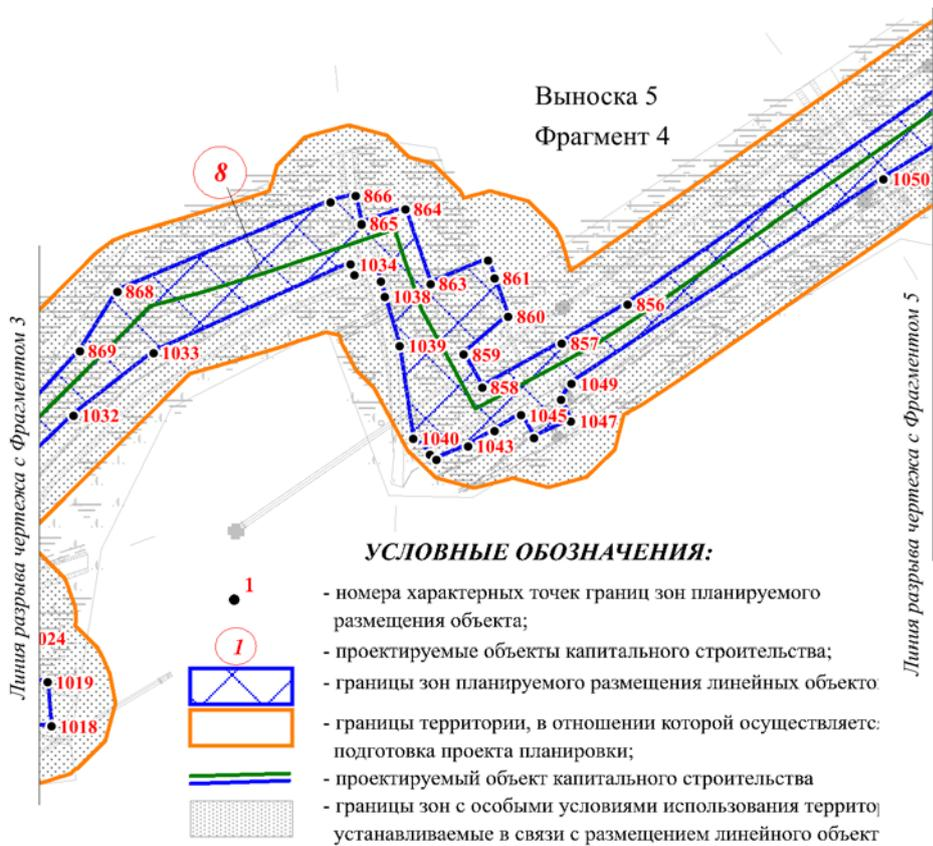 Выноска 5
Фрагмент 4
8
866
864
865
1034
863
861
868
1038
860
1050
856
869
1033
1039
859
857
858
1049
1032
1045
1047
1040
1043
Линия разрыва чертежа с Фрагментом 3
Линия разрыва чертежа с Фрагментом 5
024
1019
1018
УСЛОВНЫЕ ОБОЗНАЧЕНИЯ:
1
- номера характерных точек границ зон планируемого
размещения объекта;
1
- проектируемые объекты капитального строительства;
- границы зон планируемого размещения линейных объекто
- границы территории, в отношении которой осуществляетс
подготовка проекта планировки;
- проектируемый объект капитального строительства
- границы зон с особыми условиями использования террито
устанавливаемые в связи с размещением линейного объект